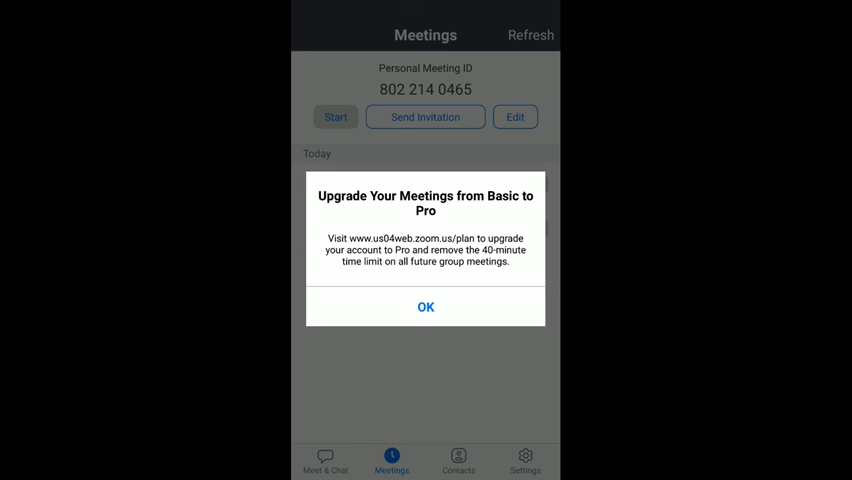 Meetings Refresh
Personal Meeting ID
802 214 0465
Start Send Invitation Edit
Today
Upgrade Your Meetings from Basic to
Pro
Visit www.us04web.zoom.us/plan to upgrade
your account to Pro and remove the 40-minute
time limit on all future group meetings.
OK
Meet & Chat Meetings Contacts Settings